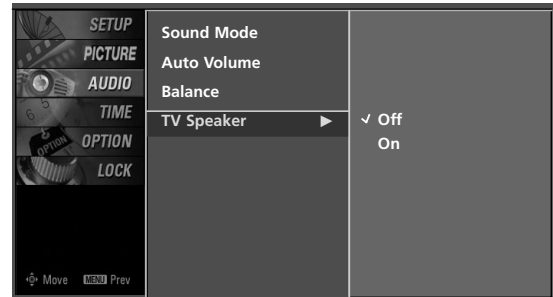 SETUP
PICTURE
AUDIO
TIME
OPTION
LOCK
Move MENU Prev
Sound Mode
Auto Volume
Balance
TV Speaker ▶
✓ Off
On